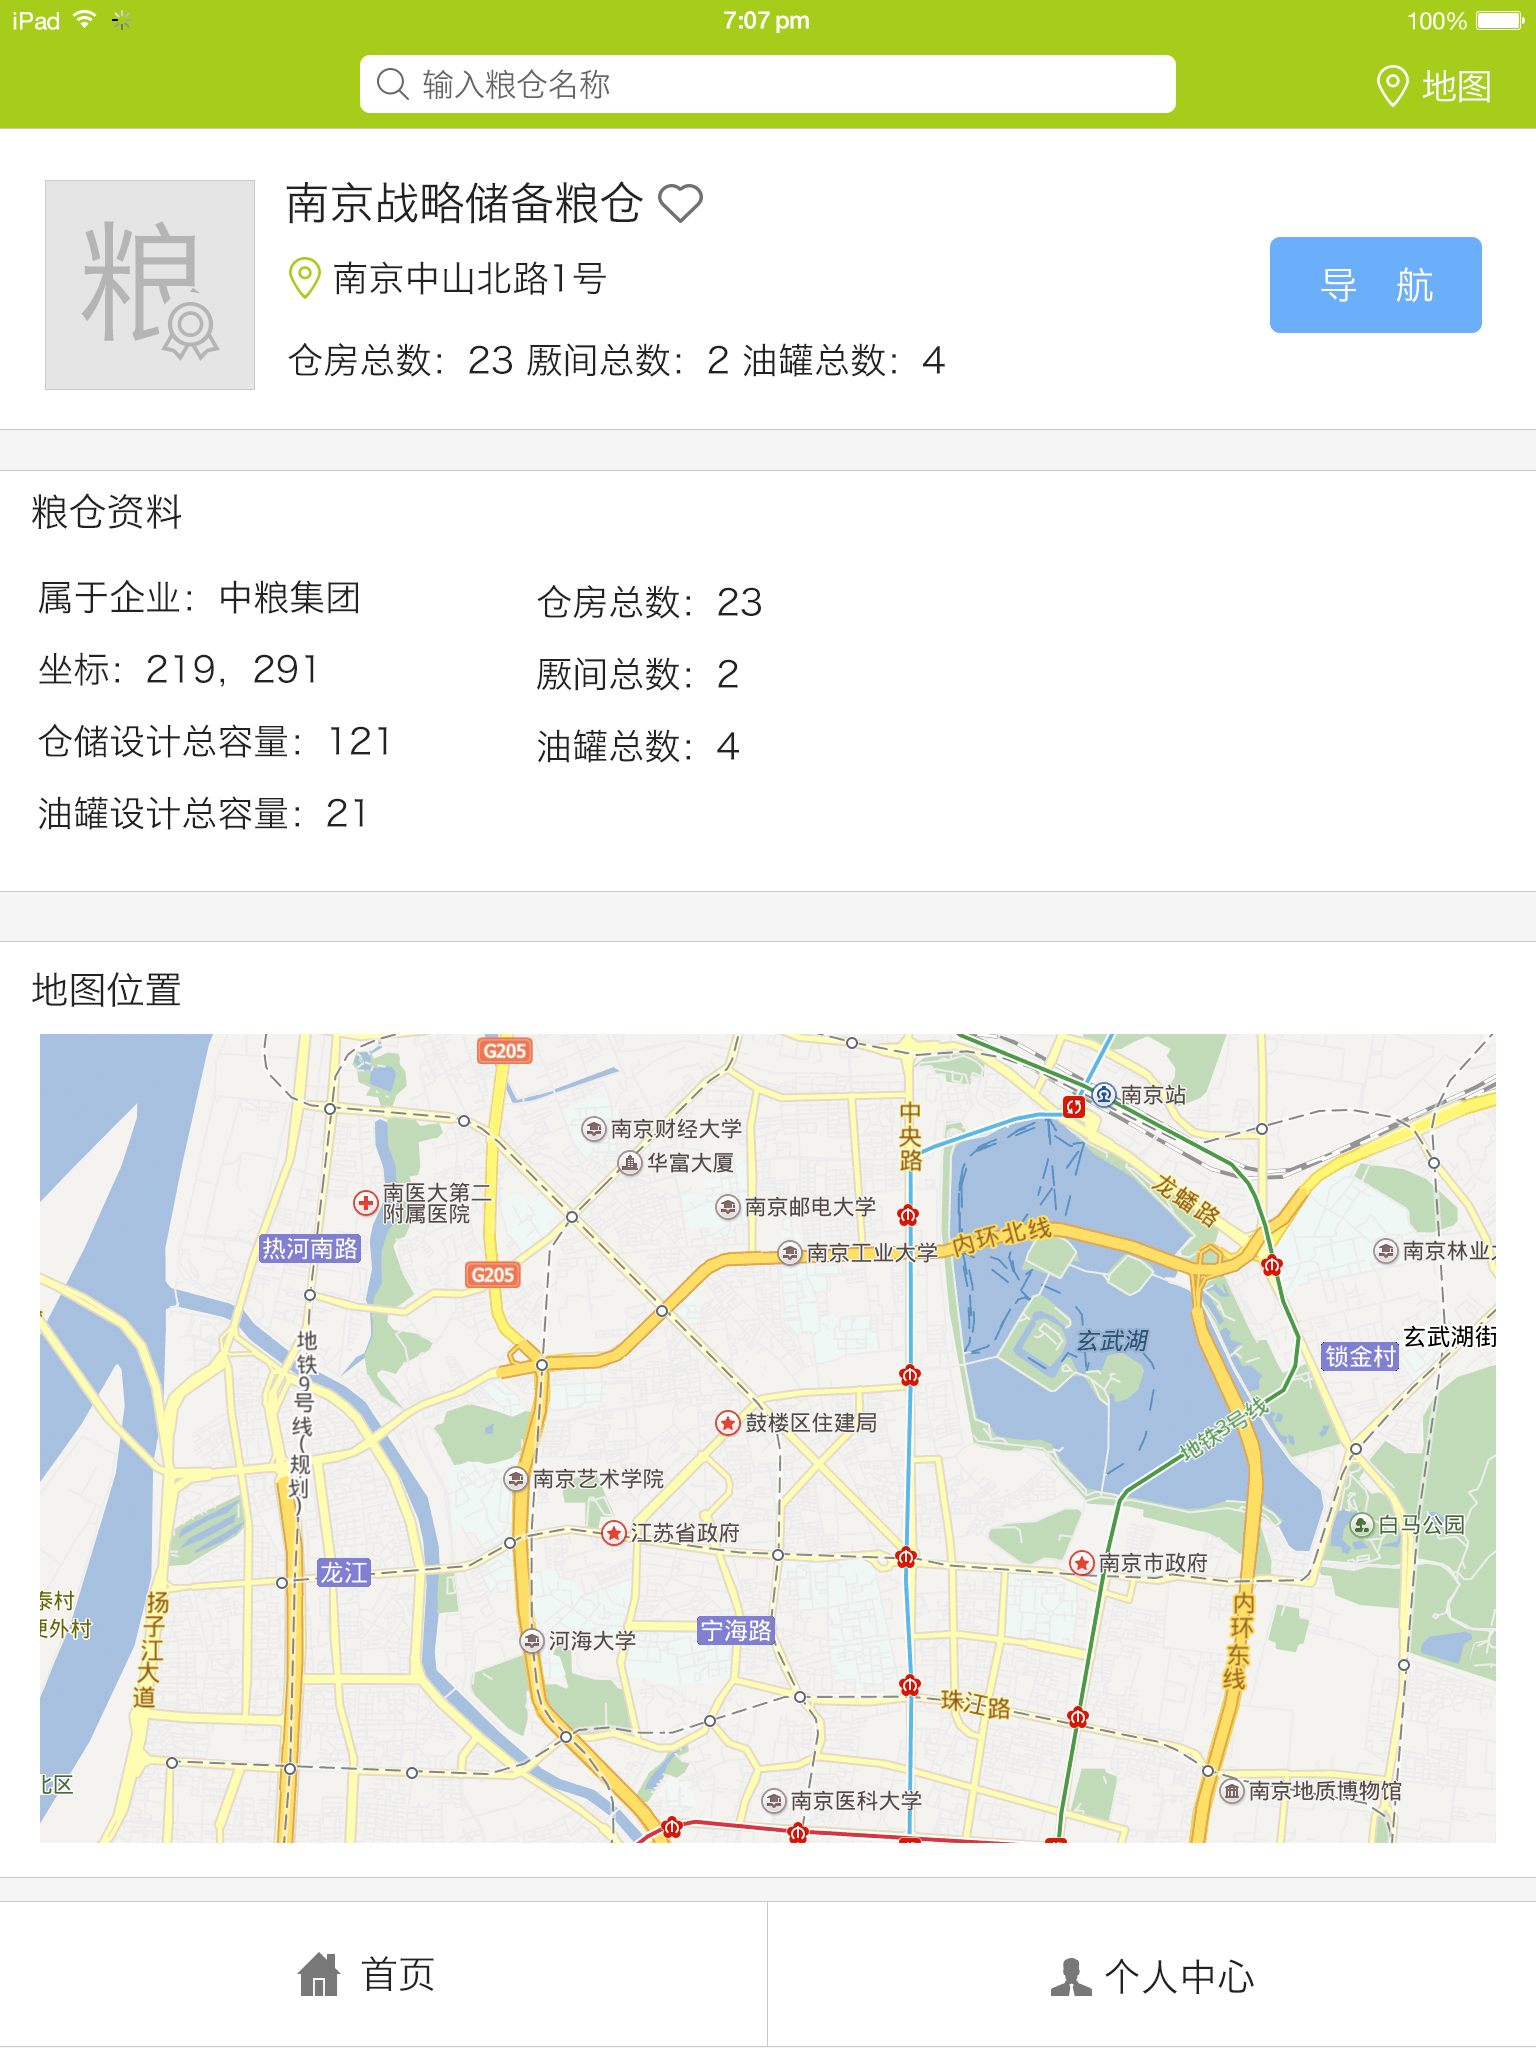 iPad 7:07 pm 100%
输入粮仓名称
地图
粮
南京战略储备粮仓
南京中山北路1号
仓房总数：23 厫间总数：2 油罐总数：4
导 航
粮仓资料
属于企业：中粮集团
坐标：219，291
仓储设计总容量：121
油罐设计总容量：21
仓房总数：23
厫间总数：2
油罐总数：4
地图位置
G205
南京站
中央路
南京财经大学
华富大厦
南医大第二
附属医院
南京邮电大学
龙蟠路
热河南路
南京工业大学
内环北线
南京林业
G205
玄武湖
玄武湖街
锁金村
地铁9号线(规划)
鼓楼区住建局
地铁3号线
南京艺术学院
江苏省政府
白马公园
南京市政府
龙江
泰村
外村
扬子江大道
宁海路
河海大学
内环东线
珠江路
北区
南京医科大学
南京地质博物馆
首页
个人中心